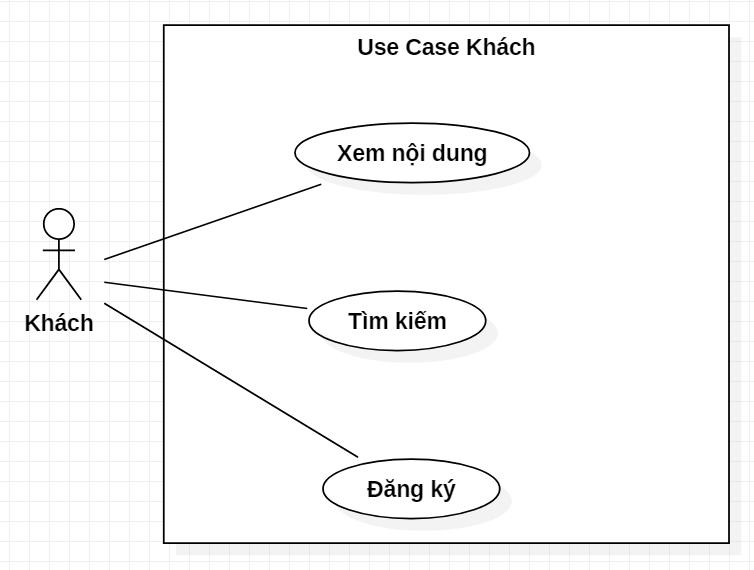 Use Case Khách
Xem nội dung
Tìm kiếm
Khách
Đăng ký